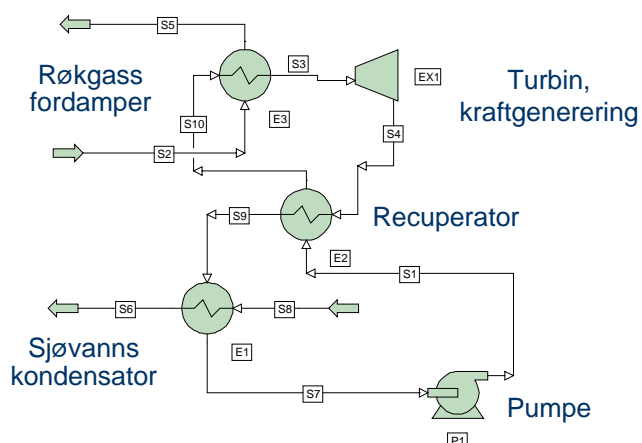 S5
Røkgass
fordamper
S3
EX1
Turbin,
kraftgenerering
S10
E3
S4
S2
S9
Recuperator
E2
S1
S6
S8
Sjøvanns
kondensator
E1
S7
Pumpe
P1